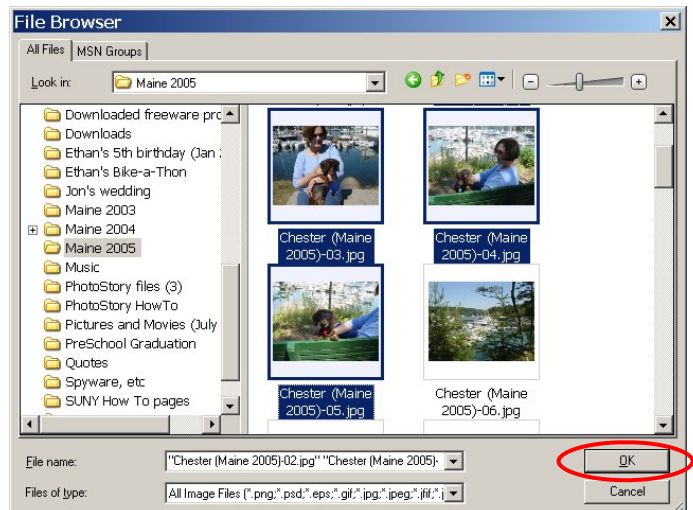 File Browser
All Files
MSN Groups
Look in:
Maine 2005
Downloaded freeware prc
Downloads
Ethan's 5th birthday (Jan
Ethan's Bike-a-Thon
Jon's wedding
Maine 2003
Maine 2004
Maine 2005
Music
PhotoStory files (3)
PhotoStory HowTo
Pictures and Movies (July
PreSchool Graduation
Quotes
Spyware, etc
SUNY How To pages
Chester (Maine
2005)-03.jpg
Chester (Maine
2005)-04.jpg
Chester (Maine
2005)-05.jpg
Chester (Maine
2005)-06.jpg
File name:
"Chester (Maine 2005)-02.jpg" "Chester (Maine 2005)-
OK
Files of type:
All Image Files (*.png;*.psd;*.eps;*.gif;*.jpg;*.jpeg;*.jfif;*.j
Cancel